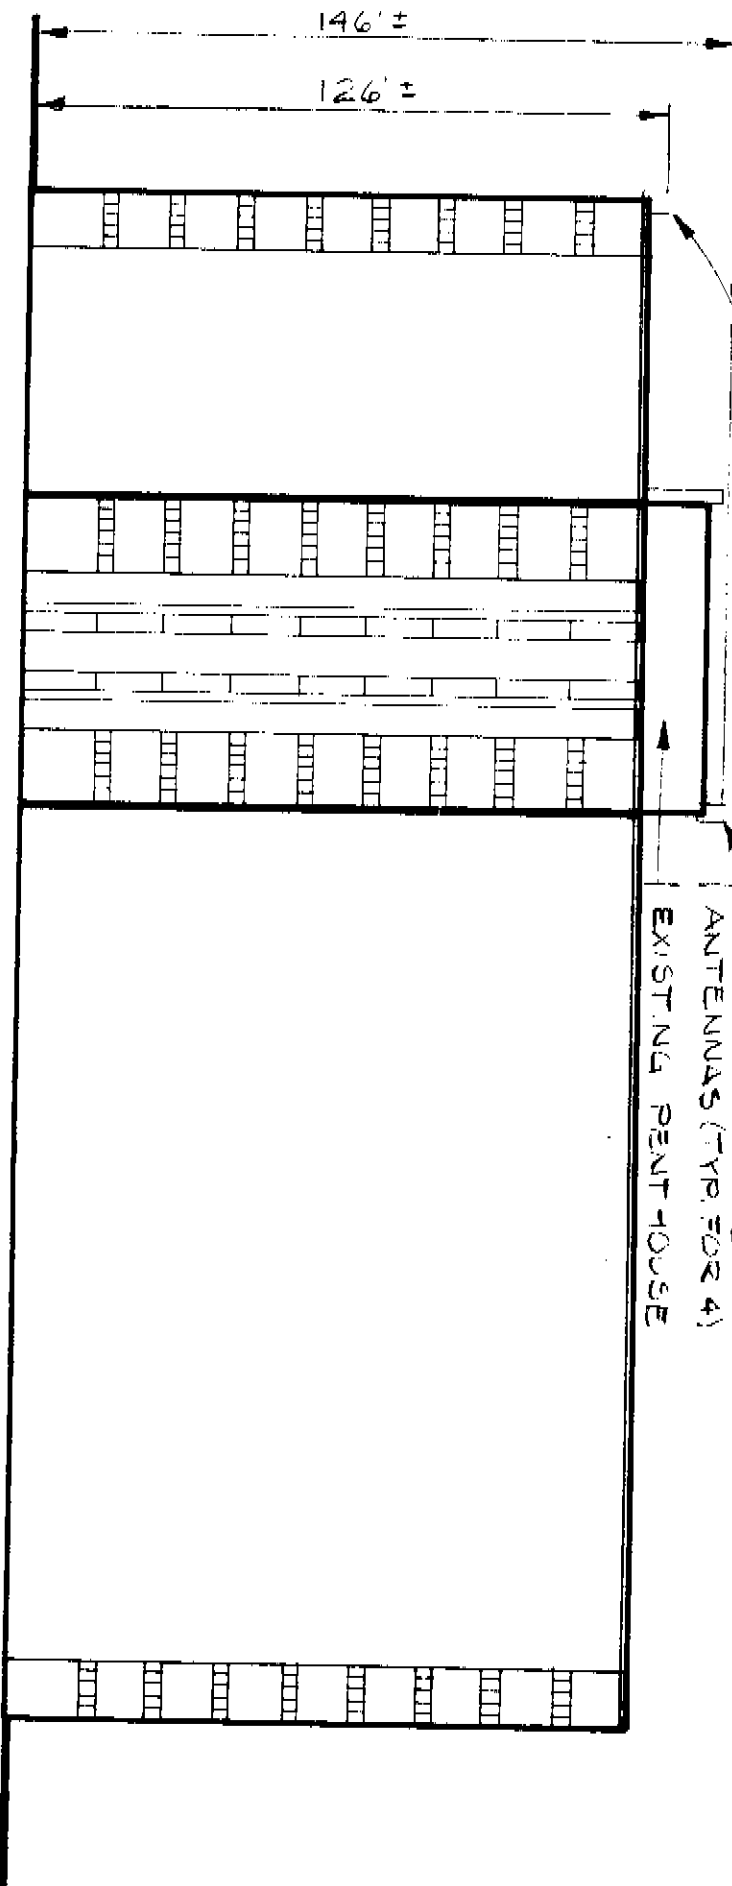 146' ±
126' ±
ANTENNAS (TYP. FOR 4)
EXISTING PENTHOUSE